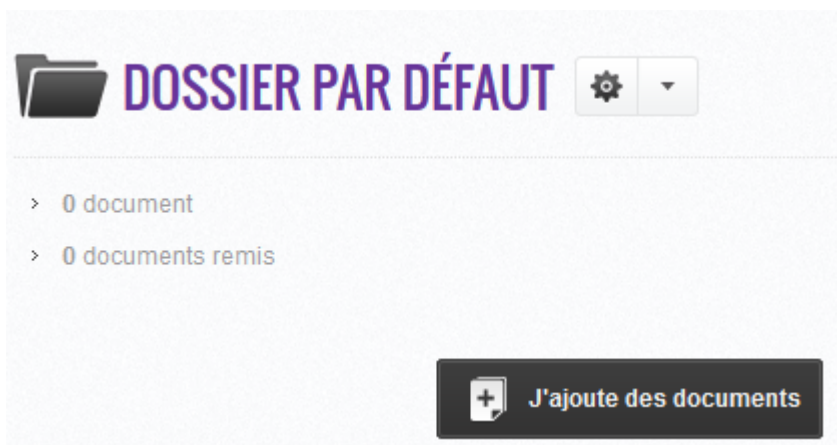 DOSSIER PAR DÉFAUT
0 document
0 documents remis
J'ajoute des documents